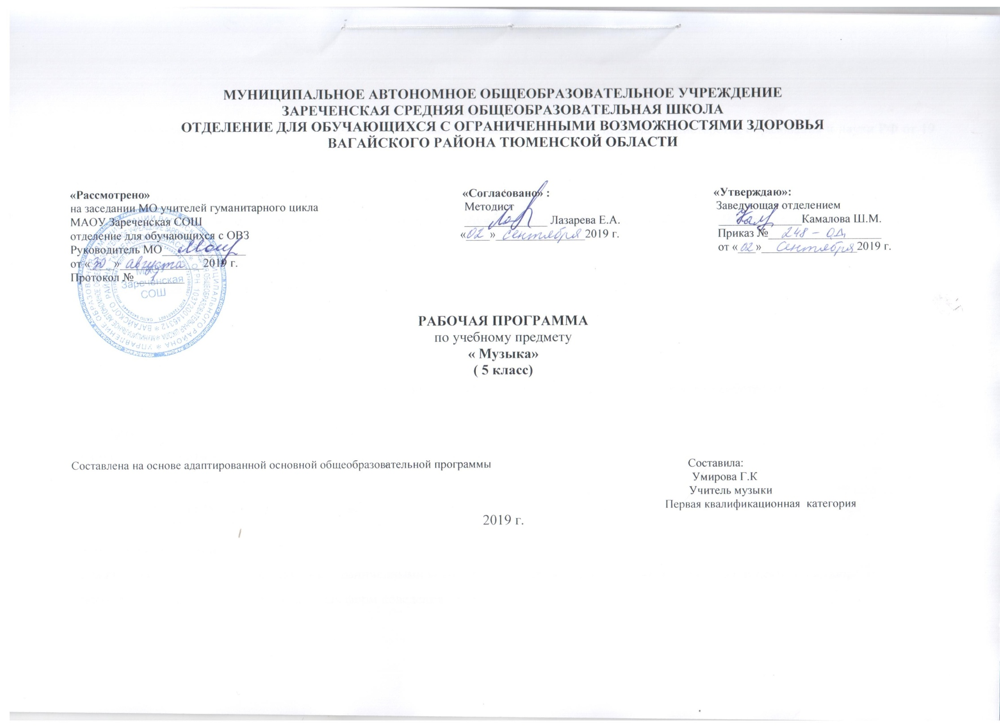 МУНИЦИПАЛЬНОЕ АВТОНОМНОЕ ОБЩЕОБРАЗОВАТЕЛЬНОЕ УЧРЕЖДЕНИЕ
ЗАРЕЧЕНСКАЯ СРЕДНЯЯ ОБЩЕОБРАЗОВАТЕЛЬНАЯ ШКОЛА
ОТДЕЛЕНИЕ ДЛЯ ОБУЧАЮЩИХСЯ С ОГРАНИЧЕННЫМИ ВОЗМОЖНОСТЯМИ ЗДОРОВЬЯ
ВАГАЙСКОГО РАЙОНА ТЮМЕНСКОЙ ОБЛАСТИ
«Рассмотрено»
на заседании МО учителей гуманитарного цикла
МАОУ Зареченская СОШ
отделение для обучающихся с ОВЗ
Руководитель МО
от «30» августа 2019 г.
Протокол № 1
МАОУ
Зареченская
СОШ
«Согласовано» :
Методист
Лазарева Е.А.
«02» сентября 2019 г.
«Утверждаю»:
Заведующая отделением
Камалова Ш.М.
Приказ № 248 – ОД
от «02» сентября 2019 г.
РАБОЧАЯ ПРОГРАММА
по учебному предмету
« Музыка»
( 5 класс)
Составлена на основе адаптированной основной общеобразовательной программы
Составила:
Умирова Г.К
Учитель музыки
Первая квалификационная категория
2019 г.